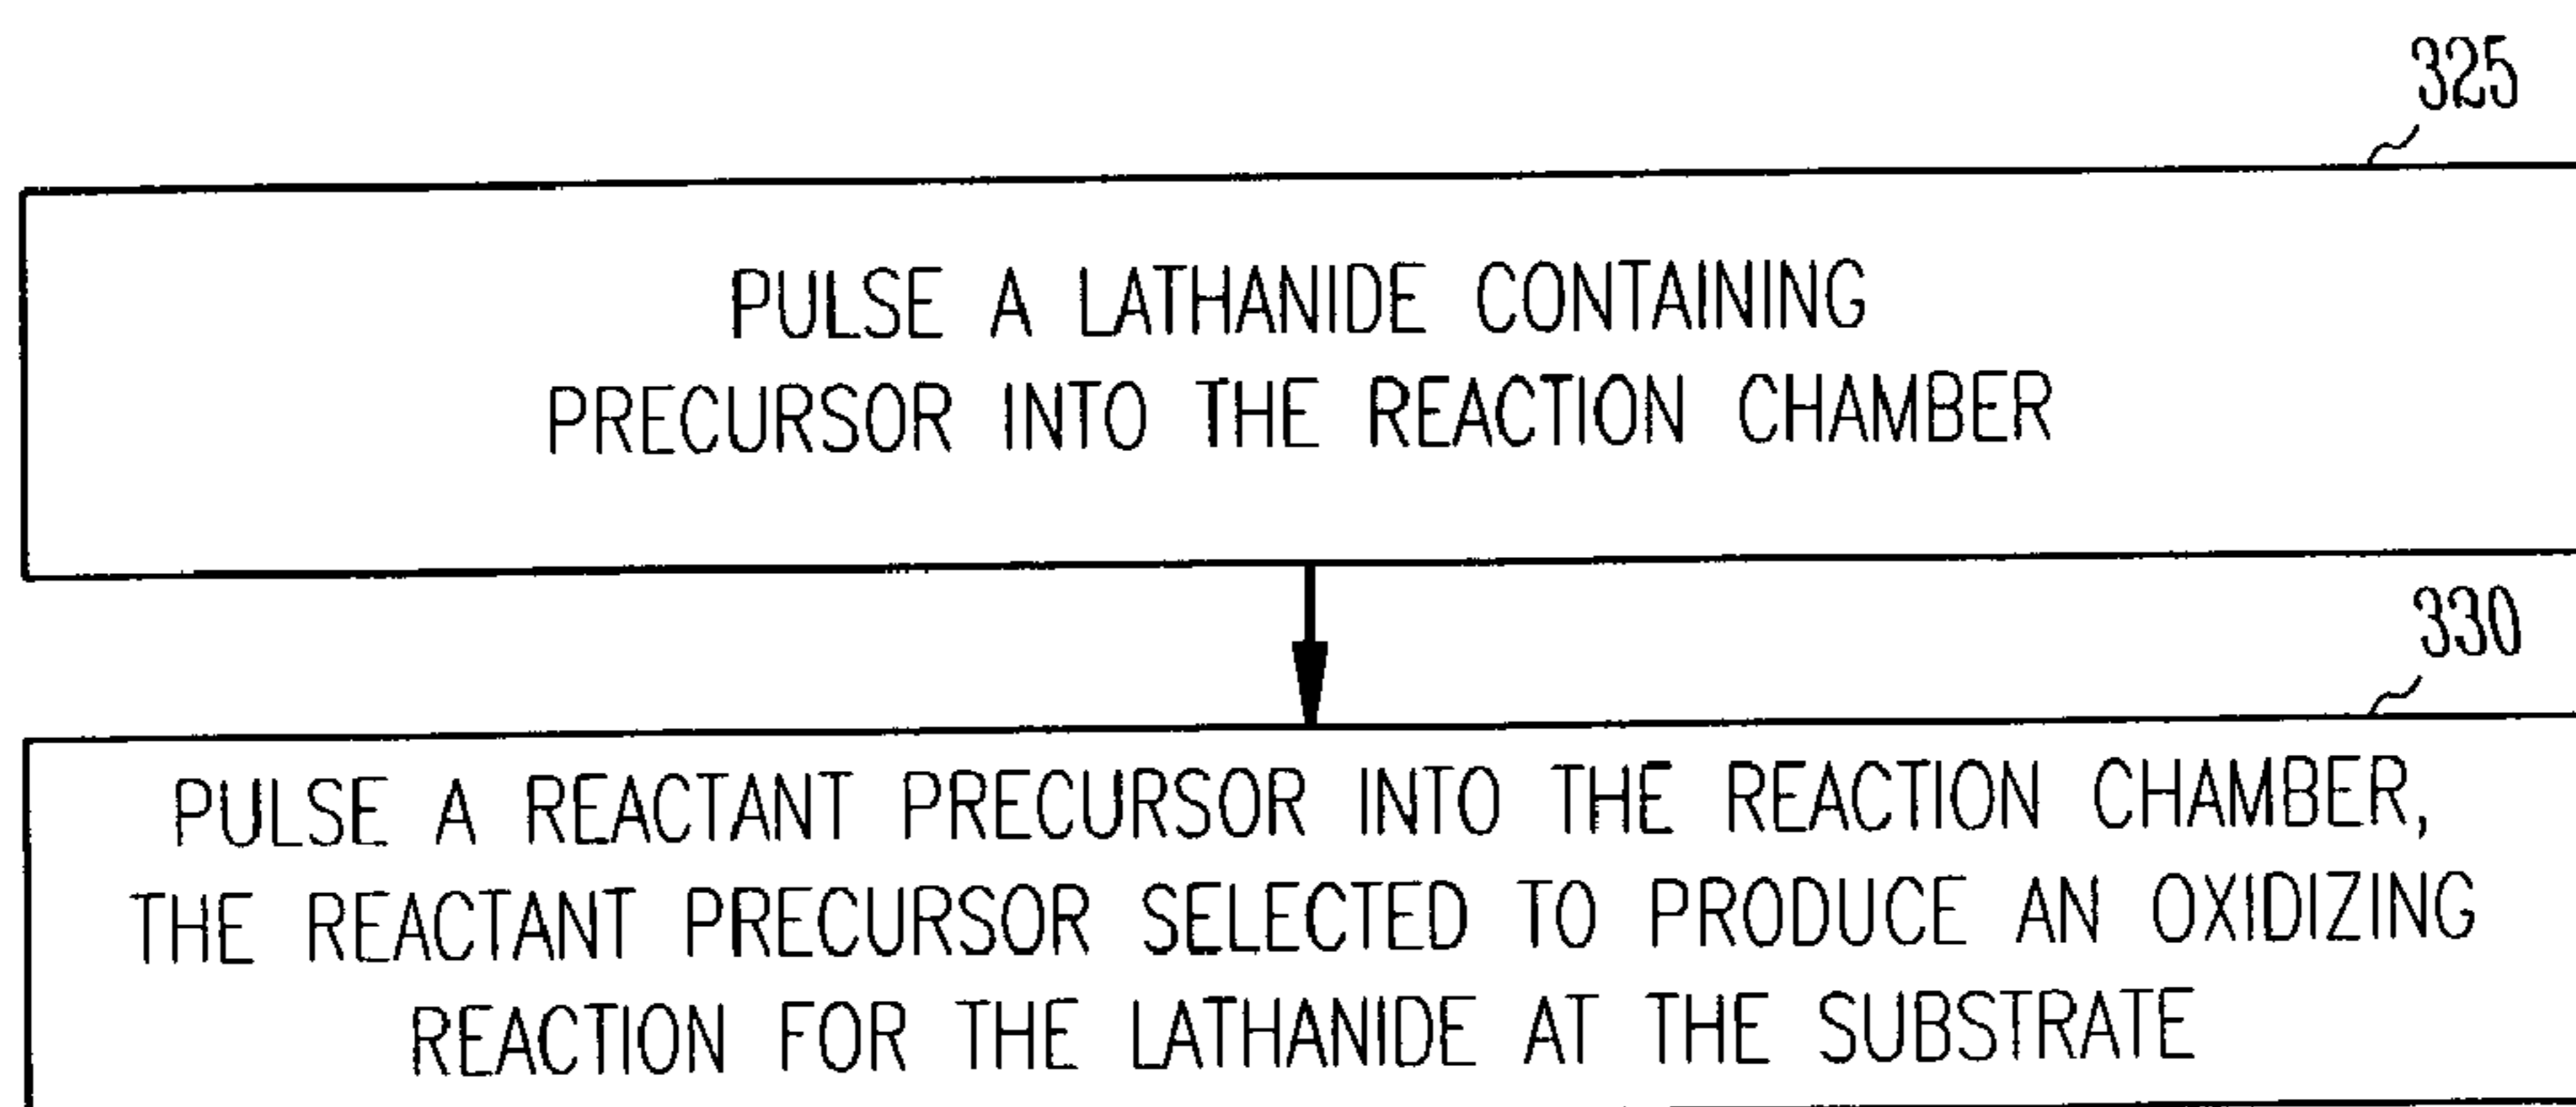 325
PULSE A LATHANIDE CONTAINING
PRECURSOR INTO THE REACTION CHAMBER
330
PULSE A REACTANT PRECURSOR INTO THE REACTION CHAMBER,
THE REACTANT PRECURSOR SELECTED TO PRODUCE AN OXIDIZING
REACTION FOR THE LATHANIDE AT THE SUBSTRATE